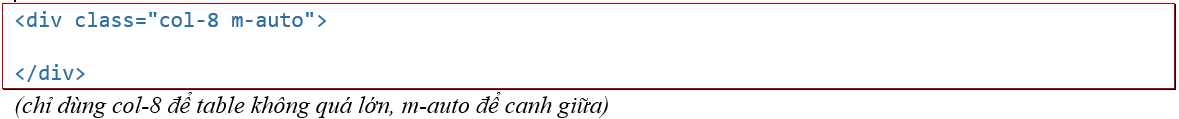 <div class="col-8 m-auto">
</div>
(chỉ dùng col-8 để table không quá lớn, m-auto để canh giữa)